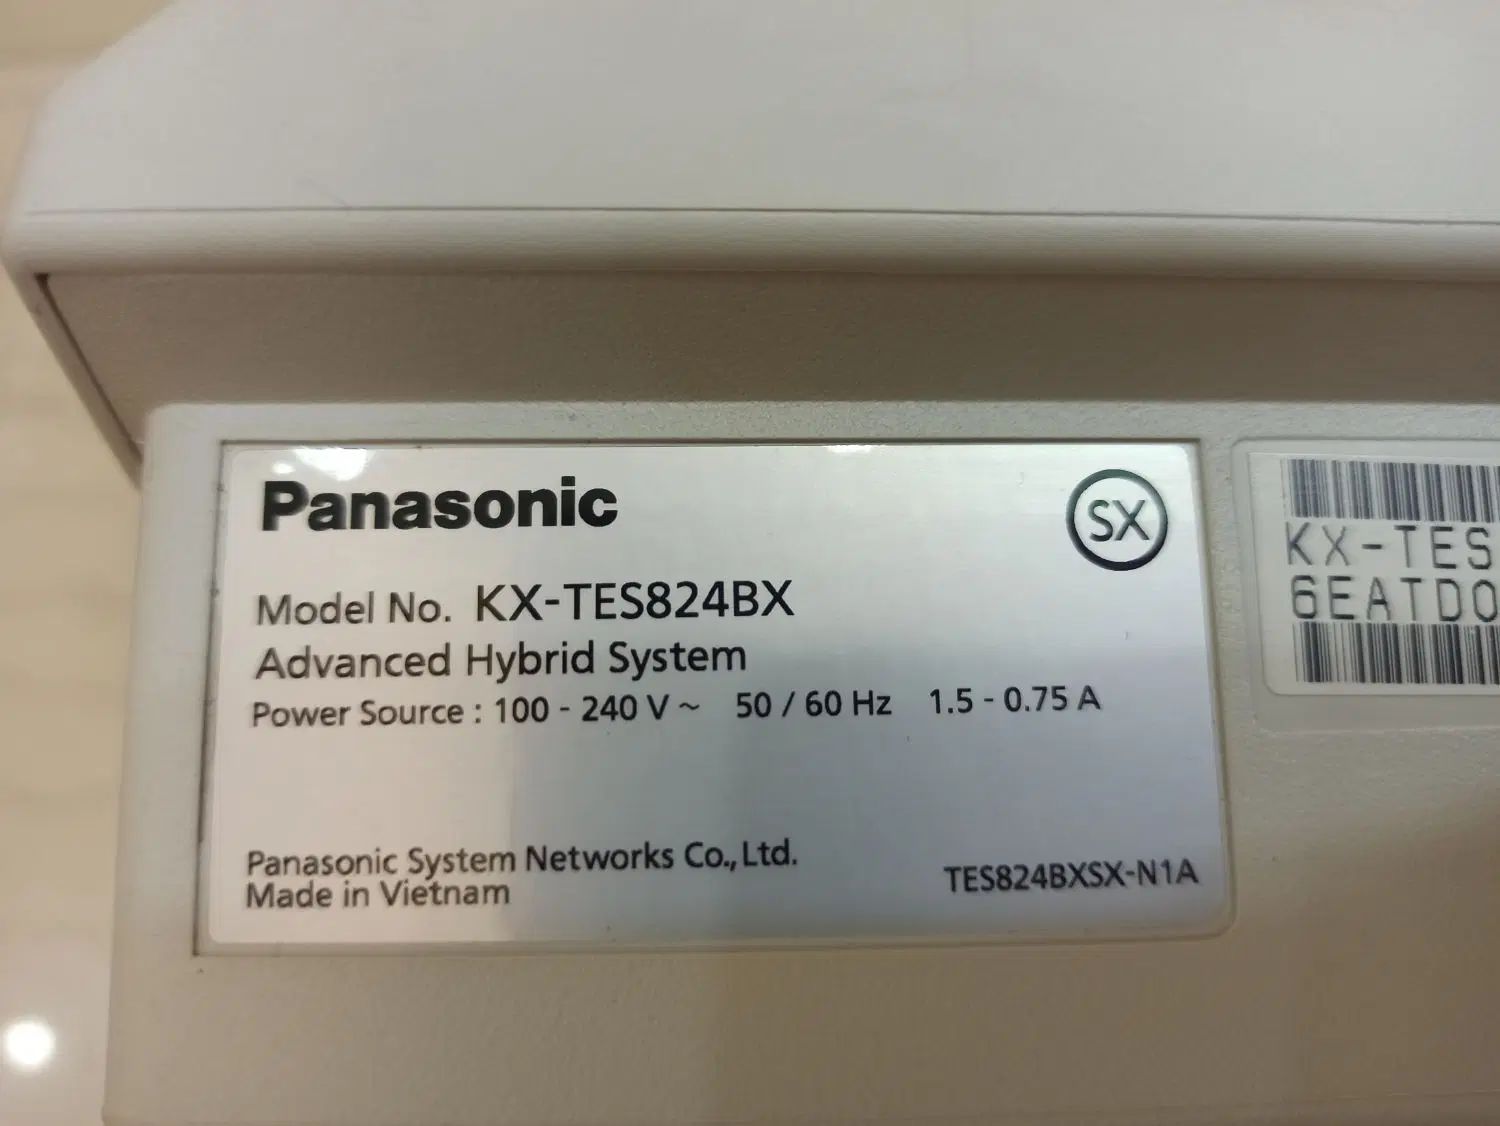 Panasonic
SX
Model No. KX-TES824BX
Advanced Hybrid System
Power Source : 100 - 240 V ~ 50 / 60 Hz 1.5 - 0.75 A
Panasonic System Networks Co., Ltd.
Made in Vietnam
TES824BXSX-N1A
KX-TES
6EATDO